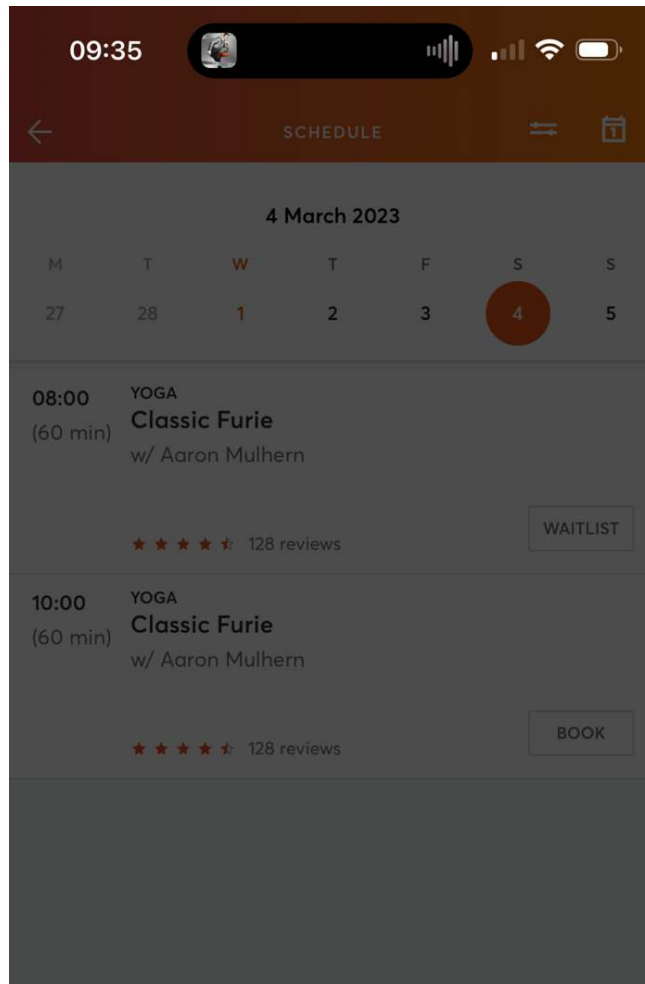 09:35
SCHEDULE
1
4 March 2023
M T W T F S S
27 28 1 2 3 4 5
08:00 YOGA
Classic Furie
(60 min)
w/ Aaron Mulhern
WAITLIST
128 reviews
10:00 YOGA
Classic Furie
(60 min)
w/ Aaron Mulhern
BOOK
128 reviews